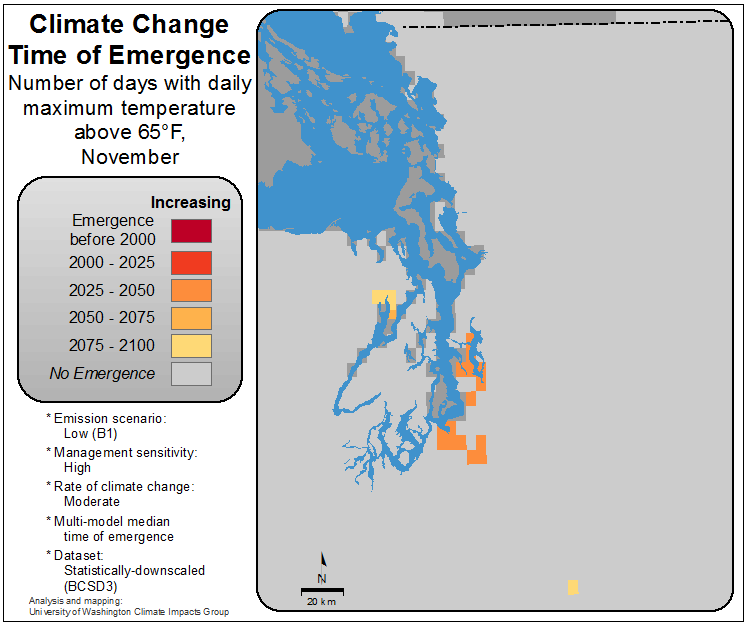 Climate Change
Time of Emergence
Number of days with daily
maximum temperature
above 65°F,
November
Increasing
Emergence
before 2000
2000 - 2025
2025 - 2050
2050 - 2075
2075 - 2100
No Emergence
* Emission scenario:
Low (B1)
* Management sensitivity:
High
* Rate of climate change:
Moderate
* Multi-model median
time of emergence
* Dataset:
Statistically-downscaled
(BCSD3)
Analysis and mapping:
University of Washington Climate Impacts Group
N
20 km